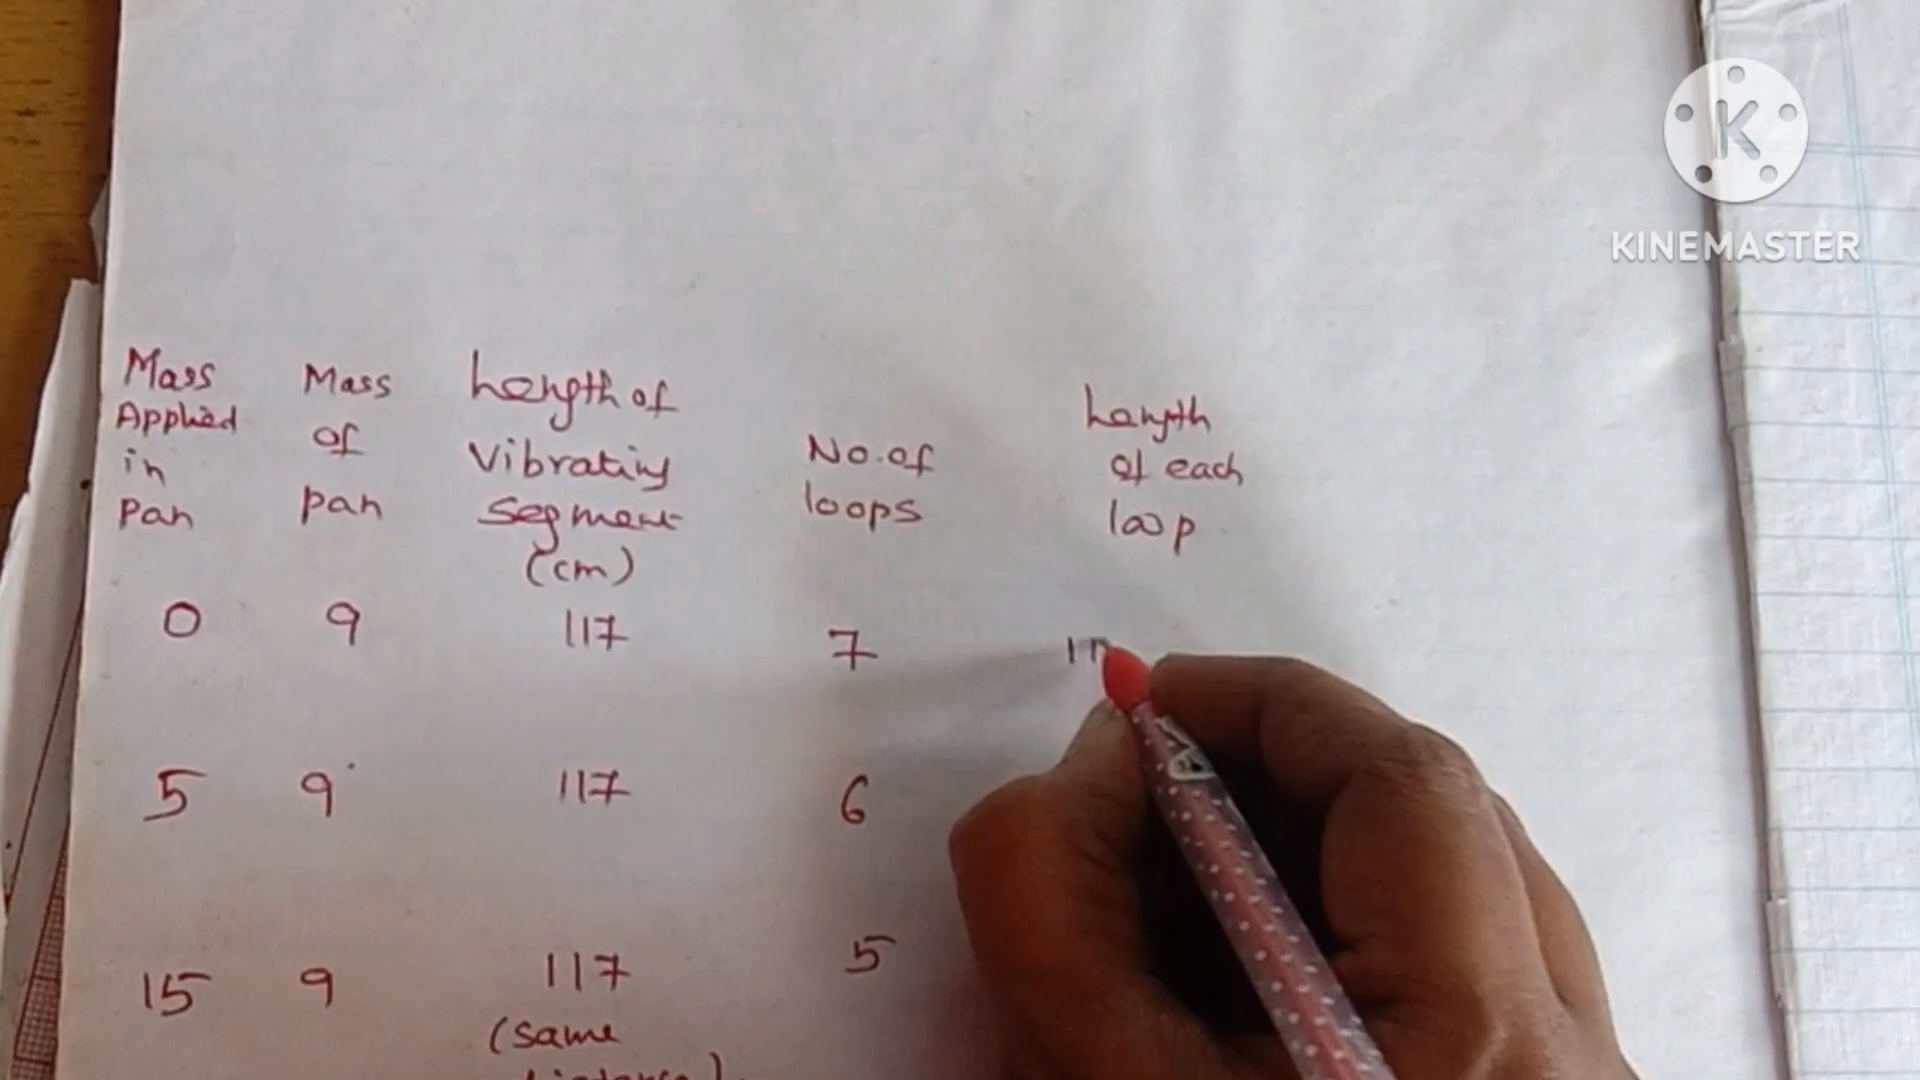 KINEMASTER
Mass Applied in Pan
Mass of pan
Length of Vibrating Segment (cm)
No. of loops
Length of each loop
0 9 117 7 11
5 9 117 6
15 9 117 5
(Same